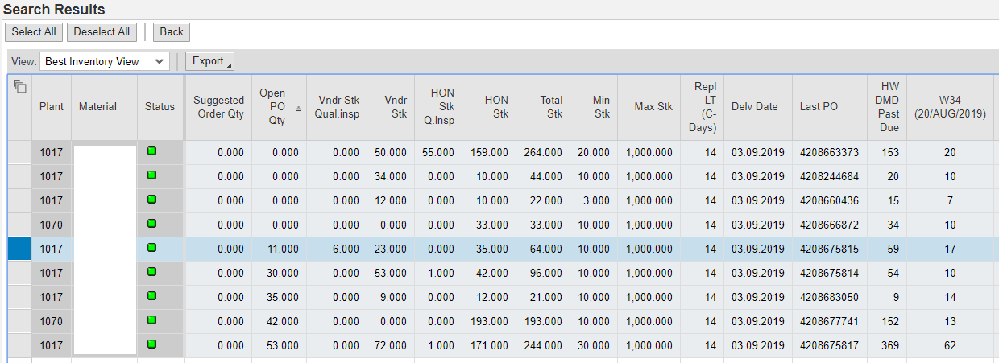 Search Results
Select All Deselect All Back
View: Best Inventory View Export
Plant Material Status Suggested Order Qty Open PO Qty Vndr Stk Qual.insp Vndr Stk HON Stk Q.insp HON Stk Total Stk Min Stk Max Stk Repl LT (C-Days) Delv Date Last PO HW DMD Past Due W34 (20/AUG/2019)
1017 0.000 0.000 0.000 50.000 55.000 159.000 264.000 20.000 1,000.000 14 03.09.2019 4208663373 153 20
1017 0.000 0.000 0.000 34.000 0.000 10.000 44.000 10.000 1,000.000 14 03.09.2019 4208244684 20 10
1017 0.000 0.000 0.000 12.000 0.000 10.000 22.000 3.000 1,000.000 14 03.09.2019 4208660436 15 7
1070 0.000 0.000 0.000 0.000 0.000 33.000 33.000 10.000 1,000.000 14 03.09.2019 4208666872 34 10
1017 0.000 11.000 6.000 23.000 0.000 35.000 64.000 10.000 1,000.000 14 03.09.2019 4208675815 59 17
1017 0.000 30.000 0.000 53.000 1.000 42.000 96.000 10.000 1,000.000 14 03.09.2019 4208675814 54 10
1017 0.000 35.000 0.000 9.000 0.000 12.000 21.000 10.000 1,000.000 14 03.09.2019 4208683050 9 14
1070 0.000 42.000 0.000 0.000 0.000 193.000 193.000 10.000 1,000.000 14 03.09.2019 4208677741 152 13
1017 0.000 53.000 0.000 72.000 1.000 171.000 244.000 30.000 1,000.000 14 03.09.2019 4208675817 369 62